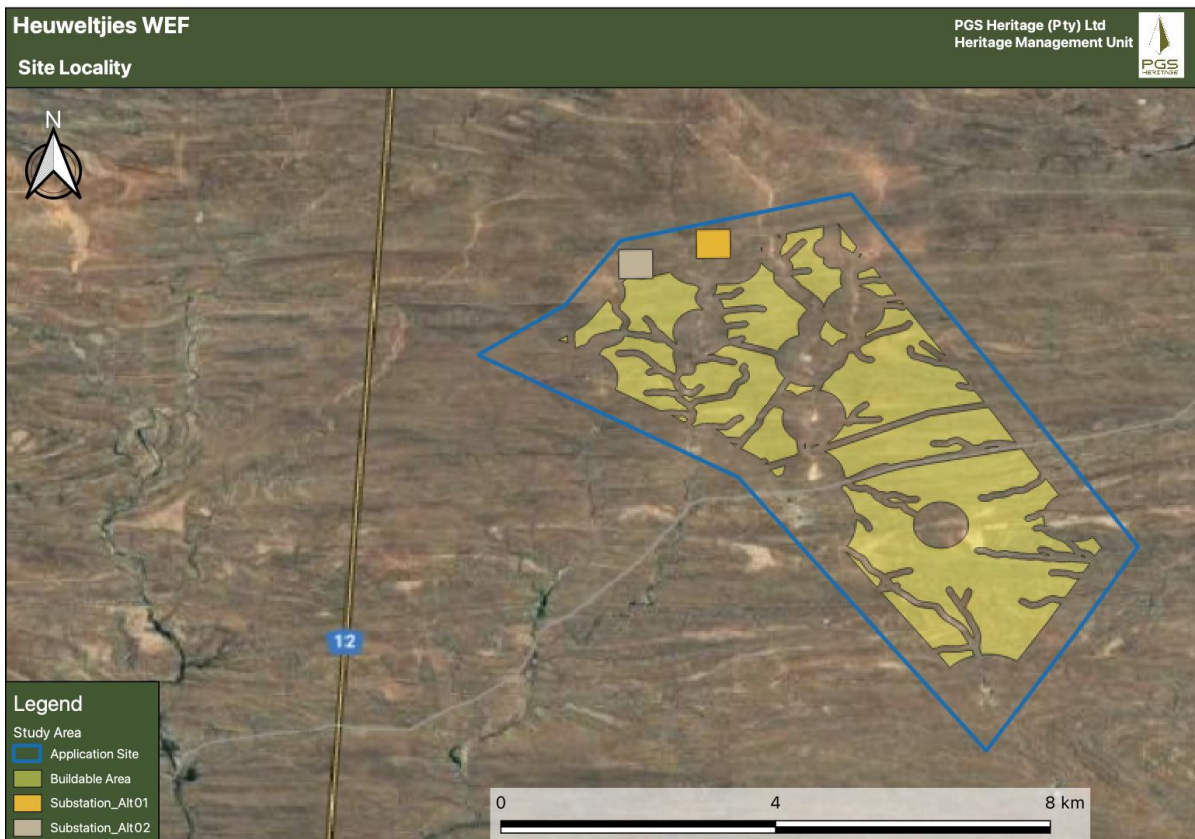 Heuweltjies WEF
Site Locality
PGS Heritage (Pty) Ltd
Heritage Management Unit
PGS
HERITAGE
N
12
Legend
Study Area
Application Site
Buildable Area
Substation_Alt01
Substation_Alt02
0 4 8 km